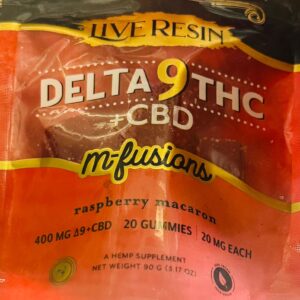 LIVE RESIN
DELTA 9 THC
+CBD
m-fusions
raspberry macaron
400 MG Δ9+CBD 20 GUMMIES 20 MG EACH
A HEMP SUPPLEMENT
NET WEIGHT 90 G (3.17 OZ)